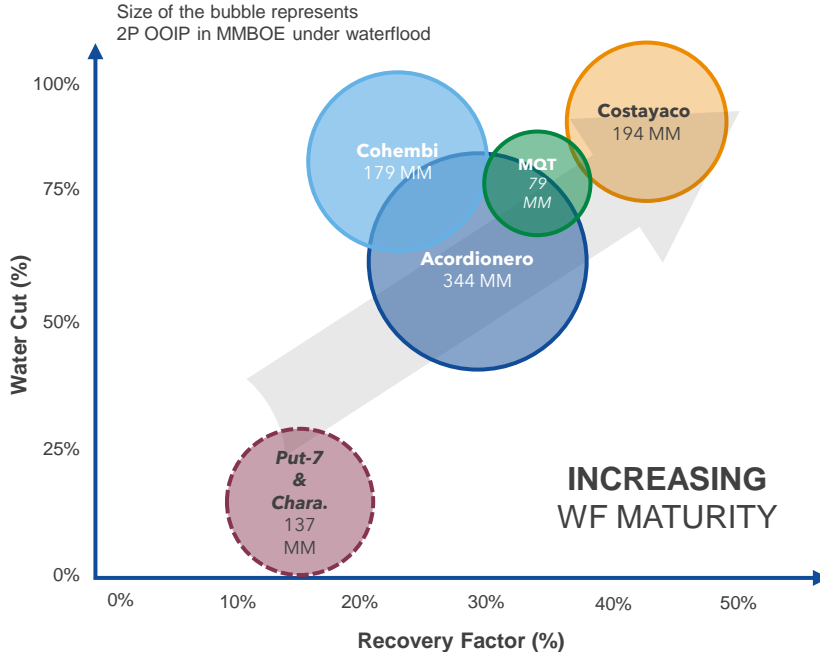 Size of the bubble represents
2P OOIP in MMBOE under waterflood
100%
75%
50%
25%
0%
Water Cut (%)
Cohembi
179 MM
MQT
79
MM
Costayaco
194 MM
Acordionero
344 MM
Put-7
&
Chara.
137
MM
INCREASING
WF MATURITY
0%
10%
20%
30%
40%
50%
Recovery Factor (%)